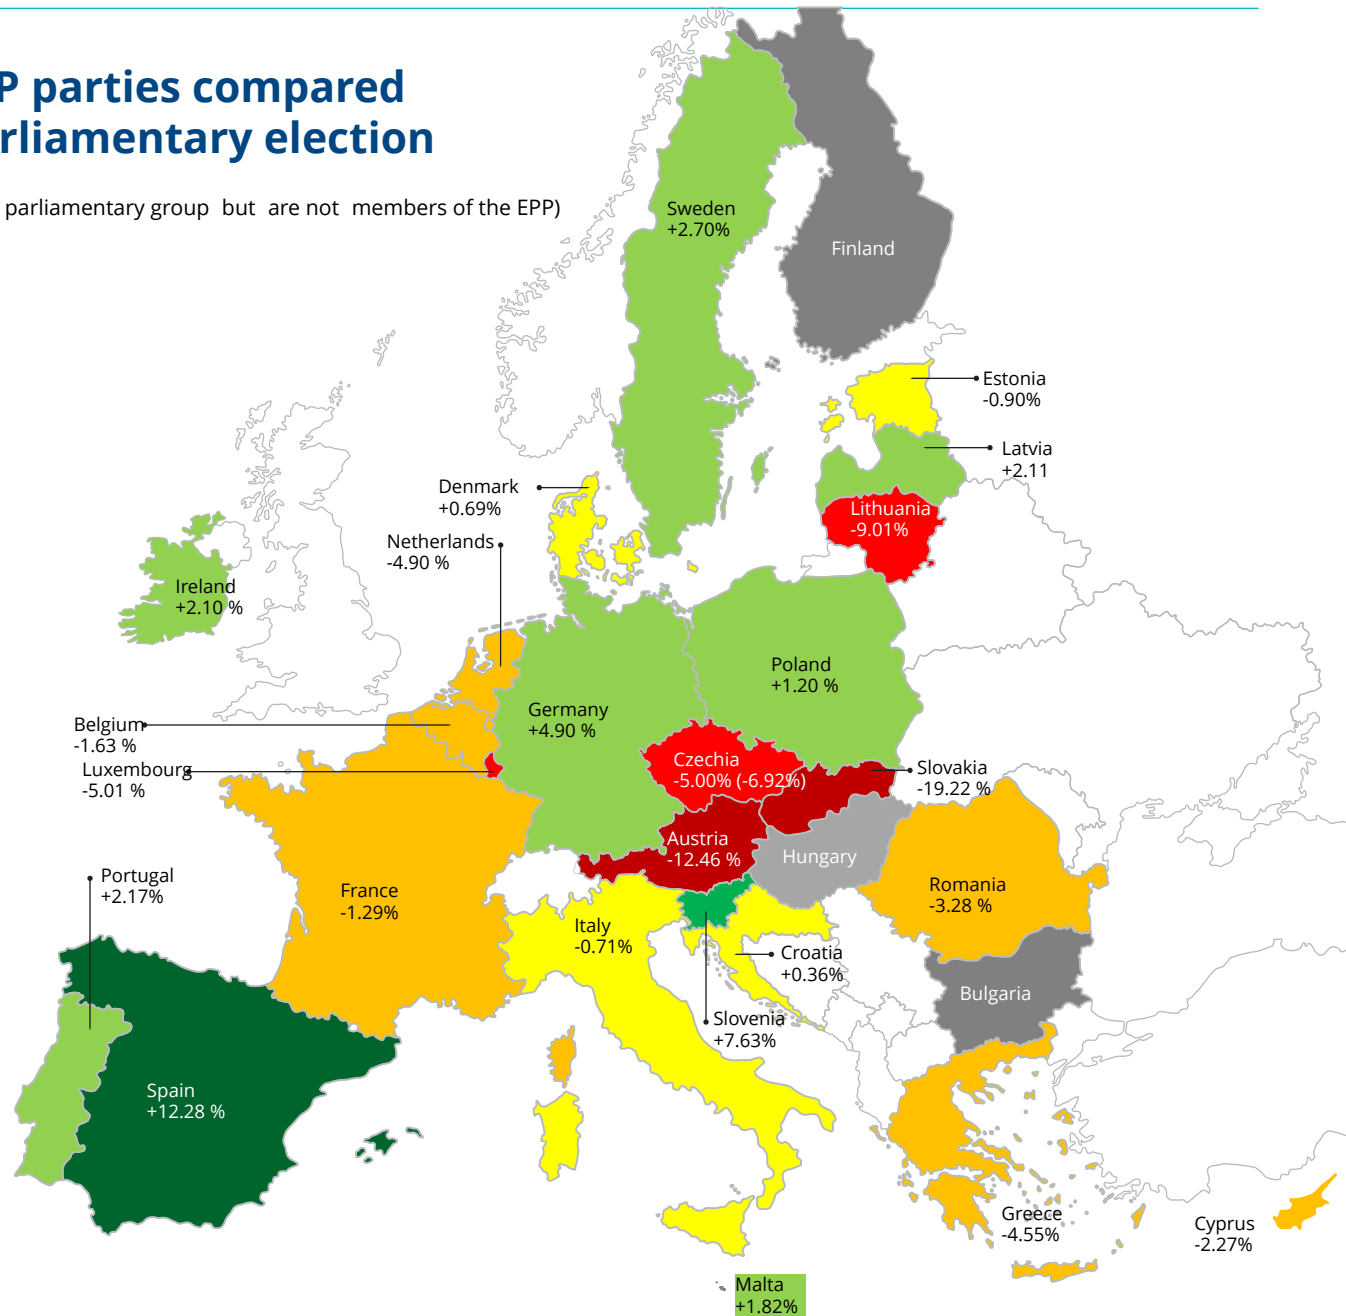 P parties compared
rliamentary election
parliamentary group but are not members of the EPP)
Sweden
+2.70%
Finland
Estonia
-0.90%
Latvia
+2.11
Lithuania
-9.01%
Denmark
+0.69%
Netherlands
-4.90 %
Ireland
+2.10 %
Poland
+1.20 %
Germany
+4.90 %
Belgium
-1.63 %
Luxembourg
-5.01 %
Czechia
-5.00% (-6.92%)
Slovakia
-19.22 %
Austria
-12.46 %
Hungary
Portugal
+2.17%
France
-1.29%
Romania
-3.28 %
Italy
-0.71%
Croatia
+0.36%
Bulgaria
Slovenia
+7.63%
Spain
+12.28 %
Greece
-4.55%
Cyprus
-2.27%
Malta
+1.82%